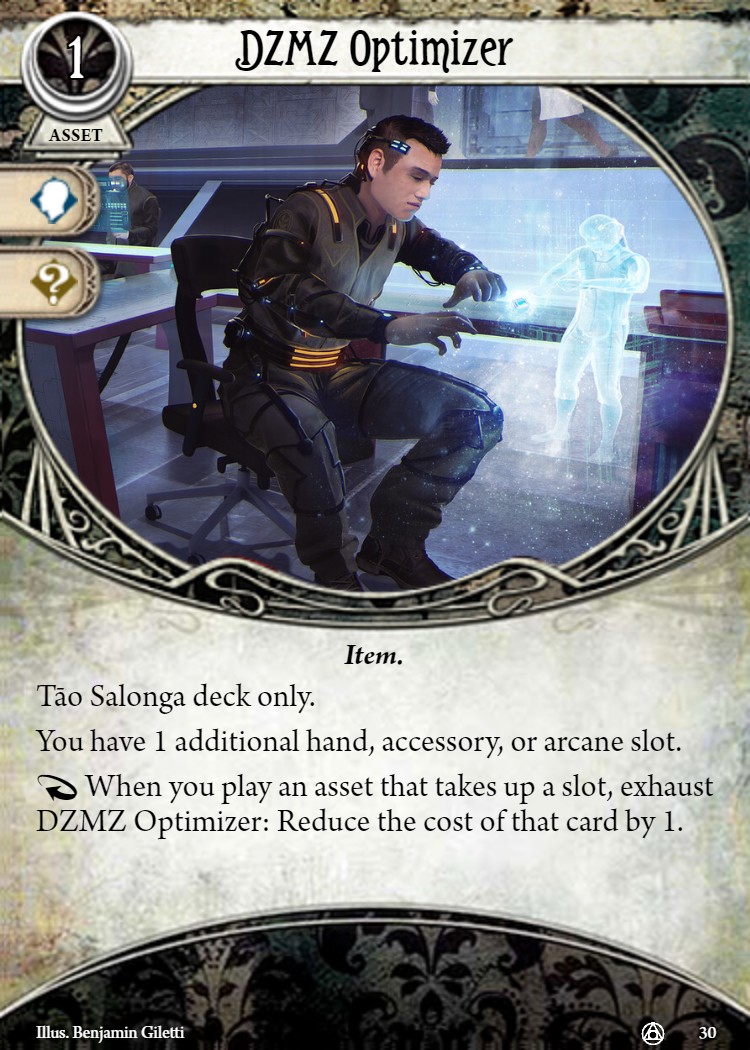 DZMZ Optimizer
1
ASSET
?
Item.
Tāo Salonga deck only.
You have 1 additional hand, accessory, or arcane slot.
When you play an asset that takes up a slot, exhaust
DZMZ Optimizer: Reduce the cost of that card by 1.
Illus. Benjamin Giletti
30